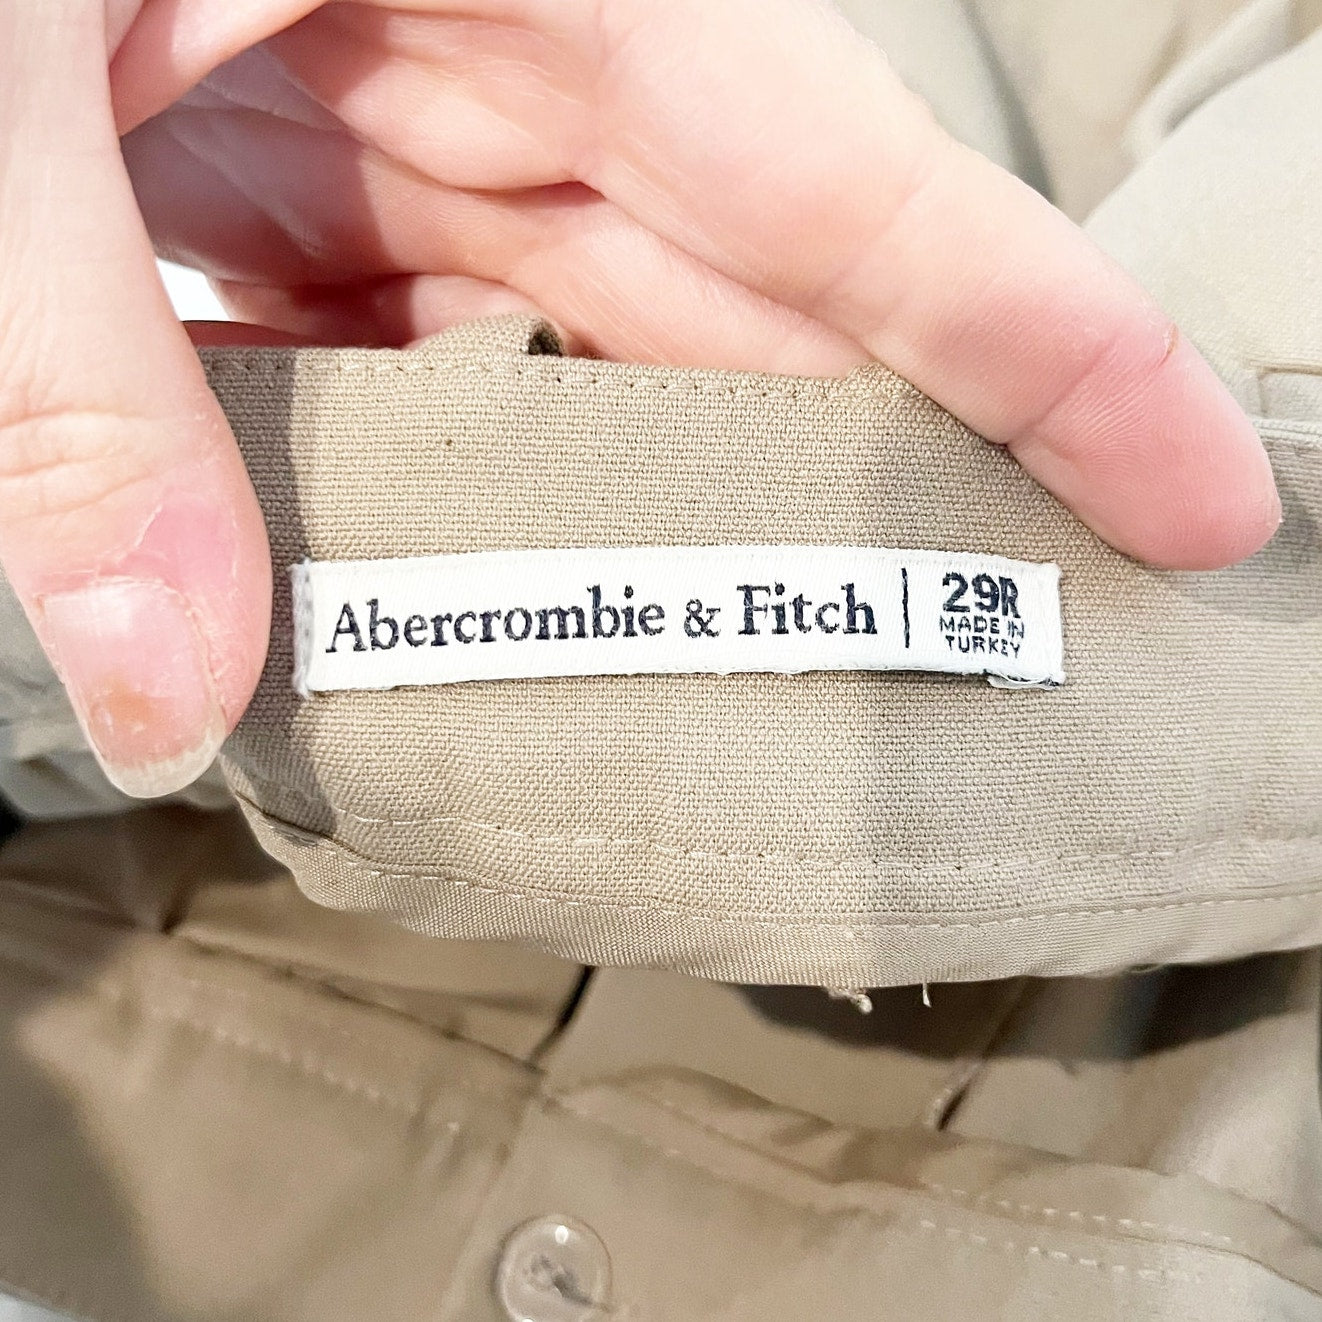 Abercrombie & Fitch | 29R
MADE IN
TURKEY